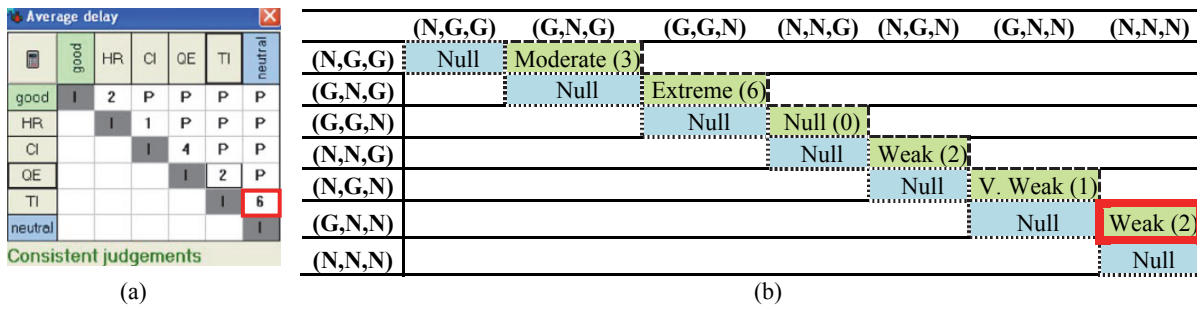 Average delay
good HR CI QE TI neutral
good I 2 P P P P
HR I 1 P P P
CI I 4 P P
QE I 2 P
TI I 6
neutral I
Consistent judgements
(a)
(N,G,G) (G,N,G) (G,G,N) (N,N,G) (N,G,N) (G,N,N) (N,N,N)
(N,G,G) Null Moderate (3)
(G,N,G) Null Extreme (6)
(G,G,N) Null Null (0)
(N,N,G) Null Weak (2)
(N,G,N) Null V. Weak (1)
(G,N,N) Null Weak (2)
(N,N,N) Null
(b)